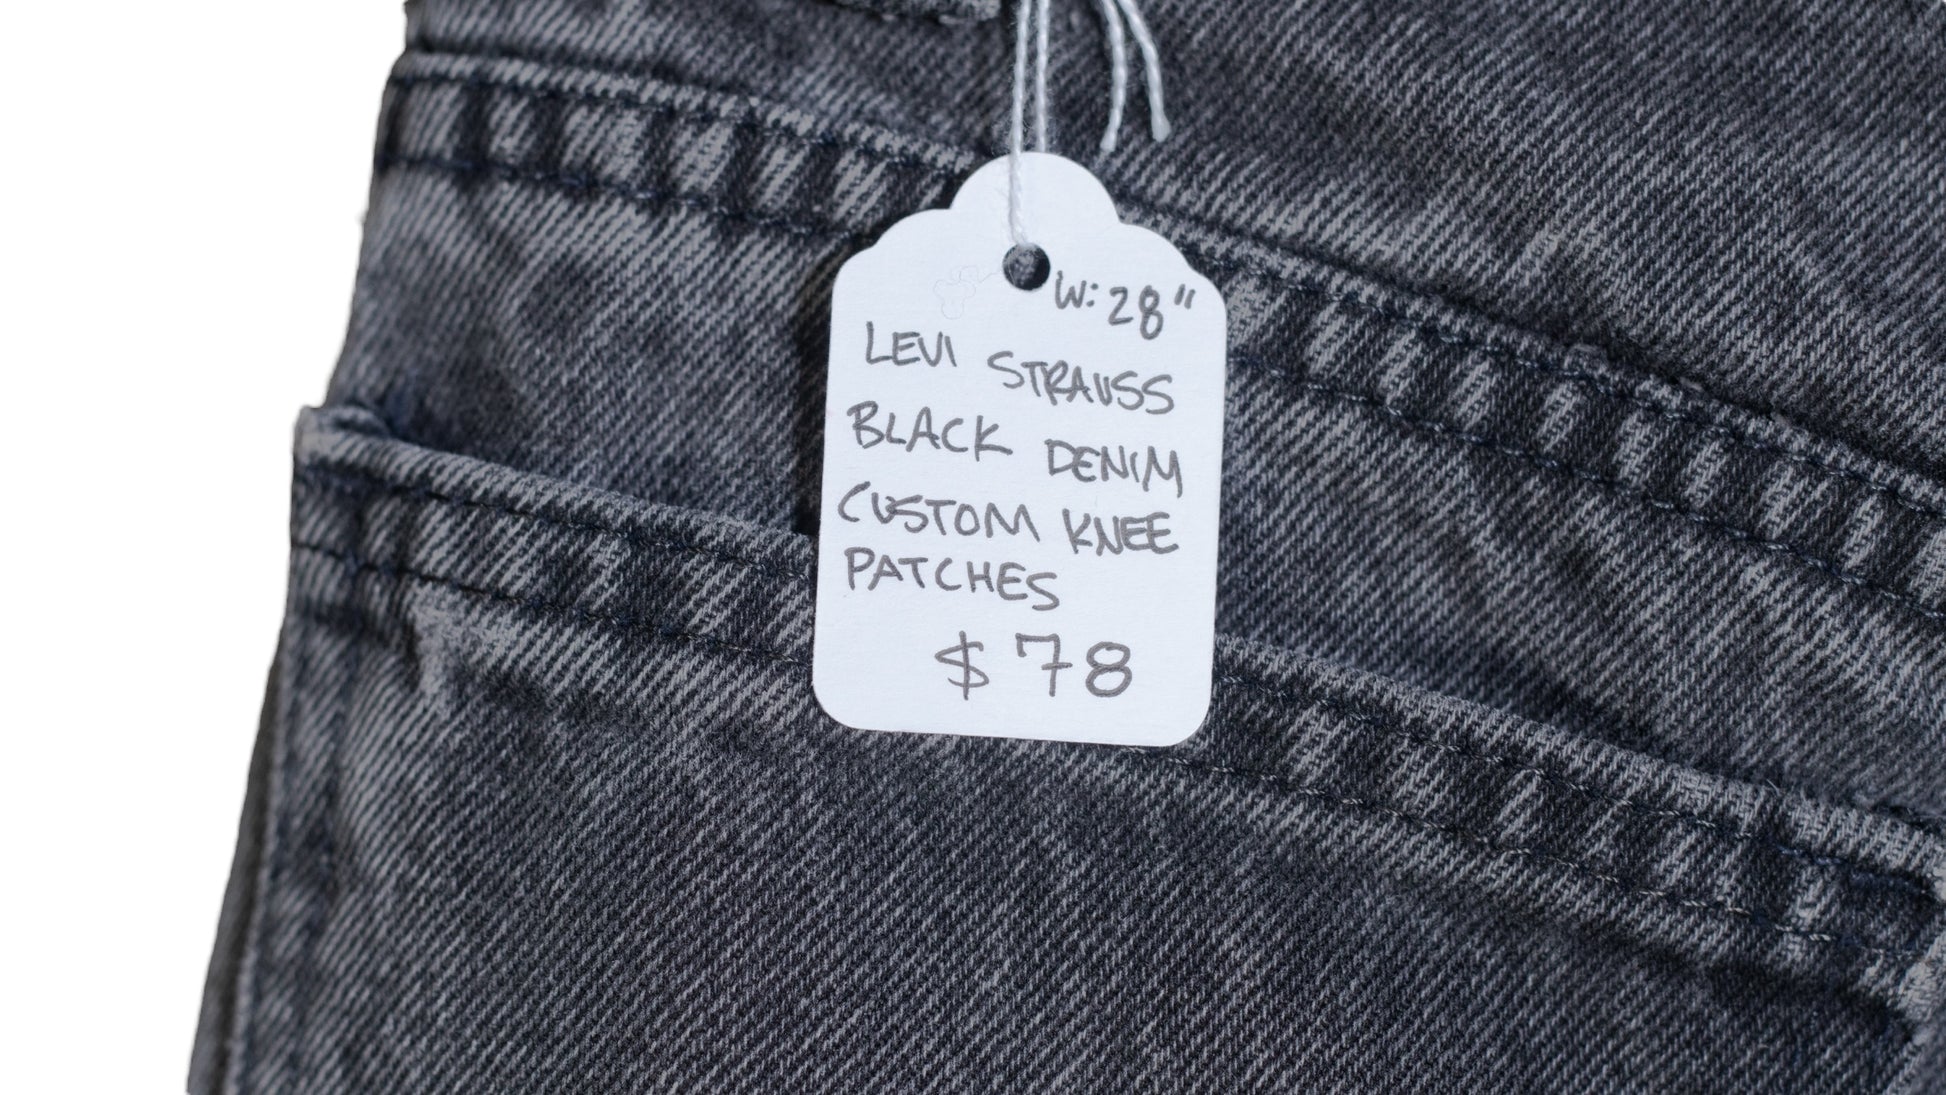 W: 28"
LEVI STRAUSS
BLACK DENIM
CUSTOM KNEE
PATCHES
$78